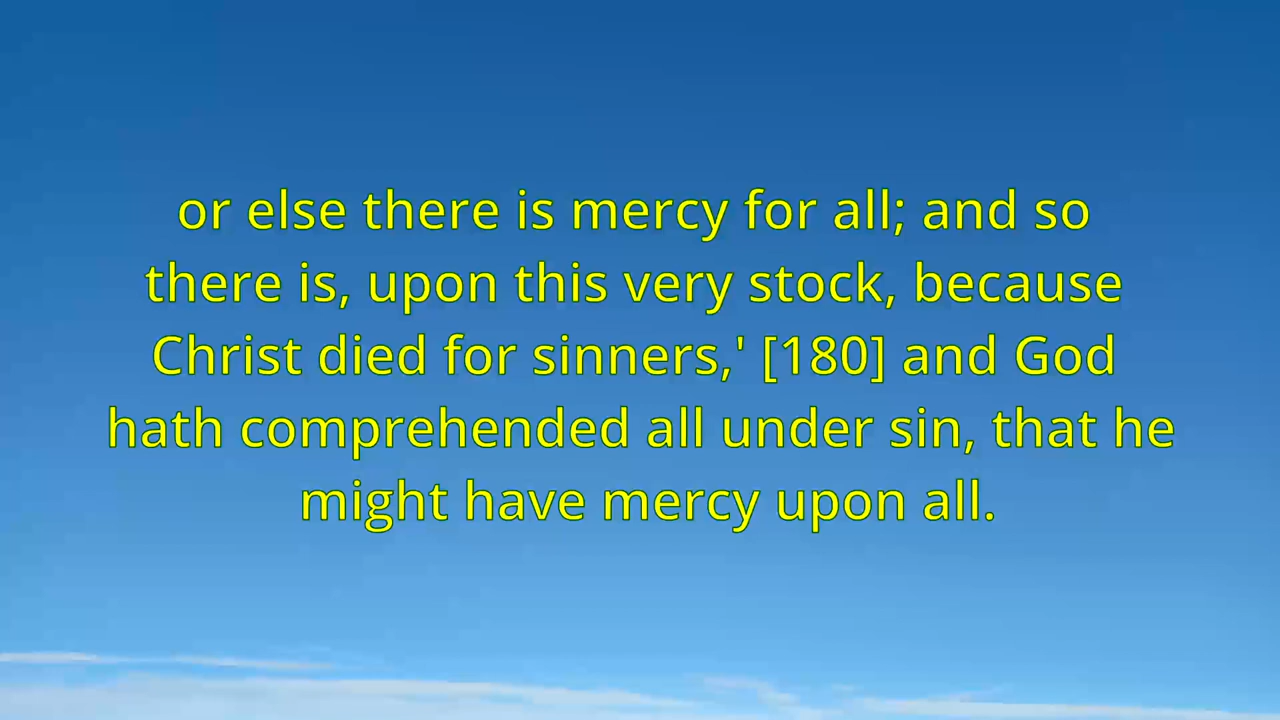 or else there is mercy for all; and so
there is, upon this very stock, because
Christ died for sinners,' [180] and God
hath comprehended all under sin, that he
might have mercy upon all.